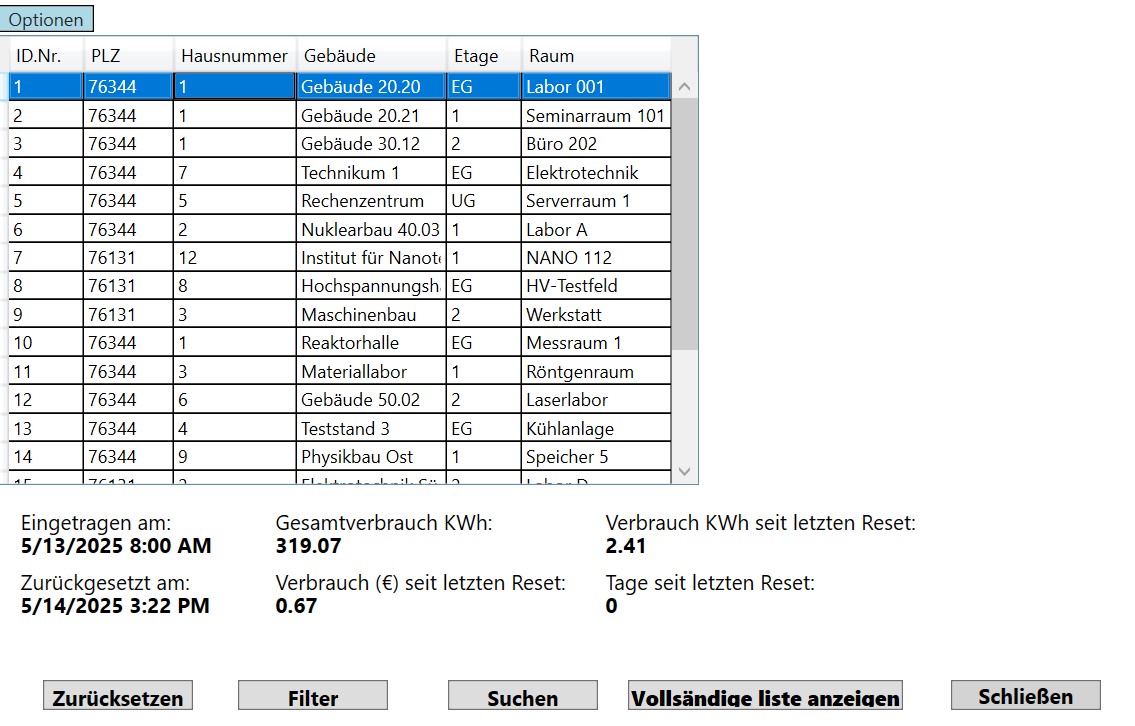 Optionen
ID.Nr. PLZ Hausnummer Gebäude Etage Raum
1 76344 1 Gebäude 20.20 EG Labor 001
2 76344 1 Gebäude 20.21 1 Seminarraum 101
3 76344 1 Gebäude 30.12 2 Büro 202
4 76344 7 Technikum 1 EG Elektrotechnik
5 76344 5 Rechenzentrum UG Serverraum 1
6 76344 2 Nuklearbau 40.03 1 Labor A
7 76131 12 Institut für 1 NANO 112
8 76131 8 EG HV-Testfeld
9 76131 3 Maschinenbau 2 Werkstatt
10 76344 1 Reaktorhalle EG Messraum 1
11 76344 3 Materiallabor 1 Röntgenraum
12 76344 6 Gebäude 50.02 2 Laserlabor
13 76344 4 Teststand 3 EG Kühlanlage
14 76344 9 Physikbau Ost 1 Speicher 5
Eingetragen am: Gesamtverbrauch KWh: Verbrauch KWh seit letzten Reset:
5/13/2025 8:00 AM 319.07 2.41
Zurückgesetzt am: Verbrauch (€) seit letzten Reset: Tage seit letzten Reset:
5/14/2025 3:22 PM 0.67 0
Zurücksetzen Filter Suchen Vollsändige liste anzeigen Schließen